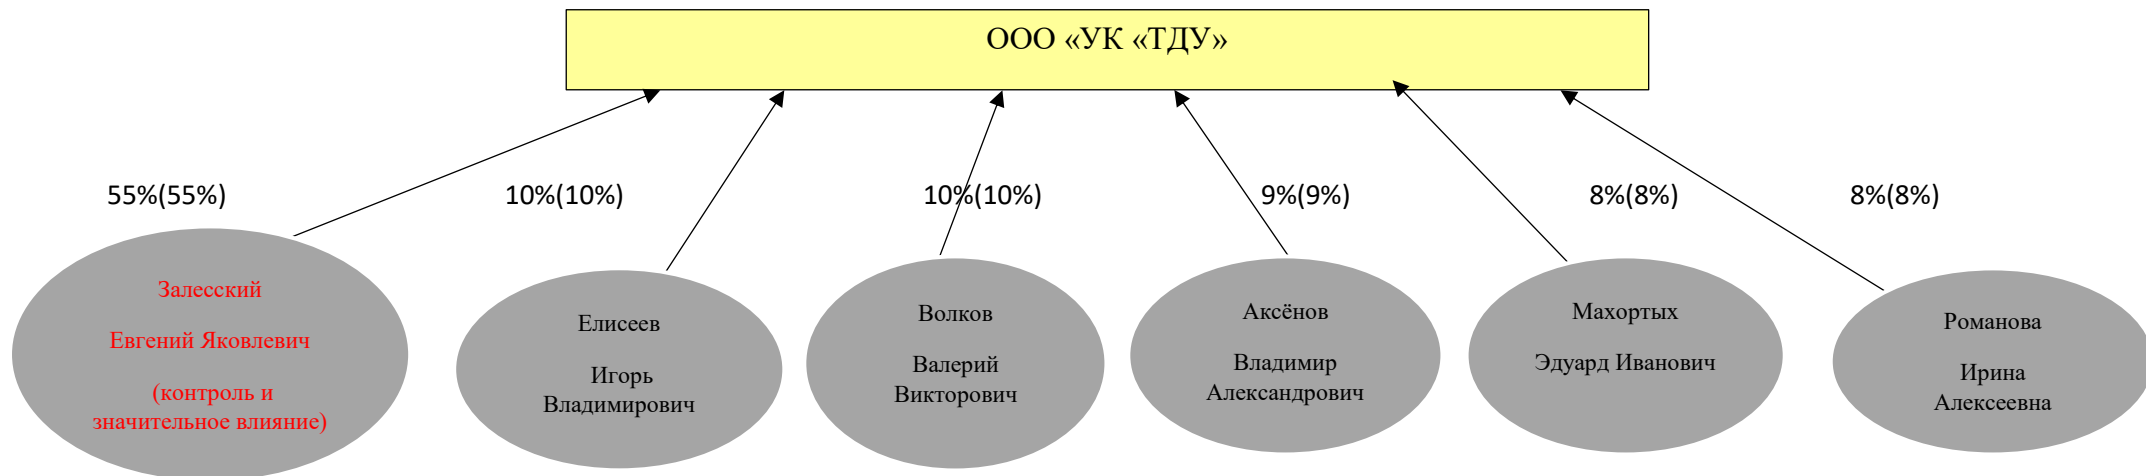 ООО «УК «ТДУ»
55%(55%)
10%(10%)
10%(10%)
9%(9%)
8%(8%)
8%(8%)
Залесский
Евгений Яковлевич
(контроль и
значительное влияние)
Елисеев
Игорь
Владимирович
Волков
Валерий
Викторович
Аксёнов
Владимир
Александрович
Махортых
Эдуард Иванович
Романова
Ирина
Алексеевна